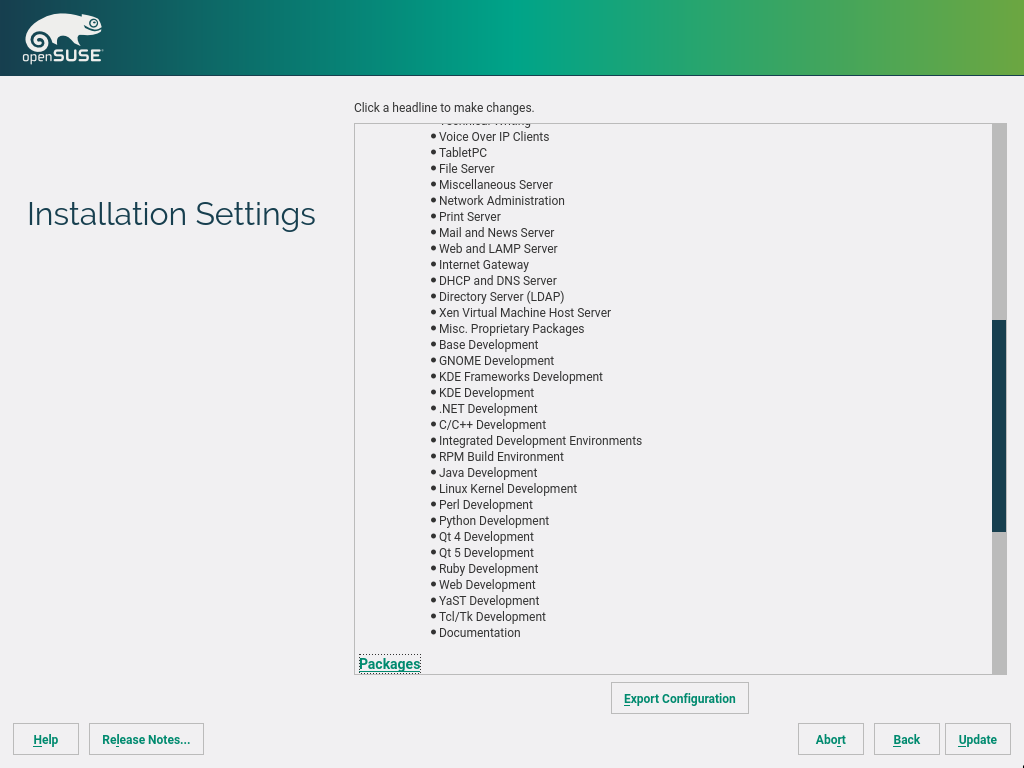 openSUSE
Click a headline to make changes.
Installation Settings
Technical Writing
• Voice Over IP Clients
• TabletPC
• File Server
• Miscellaneous Server
• Network Administration
• Print Server
• Mail and News Server
• Web and LAMP Server
• Internet Gateway
• DHCP and DNS Server
• Directory Server (LDAP)
• Xen Virtual Machine Host Server
• Misc. Proprietary Packages
• Base Development
• GNOME Development
• KDE Frameworks Development
• KDE Development
• .NET Development
• C/C++ Development
• Integrated Development Environments
• RPM Build Environment
• Java Development
• Linux Kernel Development
• Perl Development
• Python Development
• Qt 4 Development
• Qt 5 Development
• Ruby Development
• Web Development
• YaST Development
• Tcl/Tk Development
• Documentation
Packages
Export Configuration
Help
Release Notes...
Abort
Back
Update